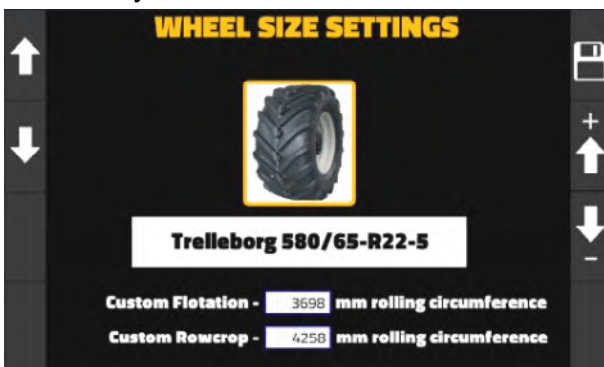 WHEEL SIZE SETTINGS
+
Trelleborg 580/65-R22-5
-
Custom Flotation - 3698 mm rolling circumference
Custom Rowcrop - 4258 mm rolling circumference